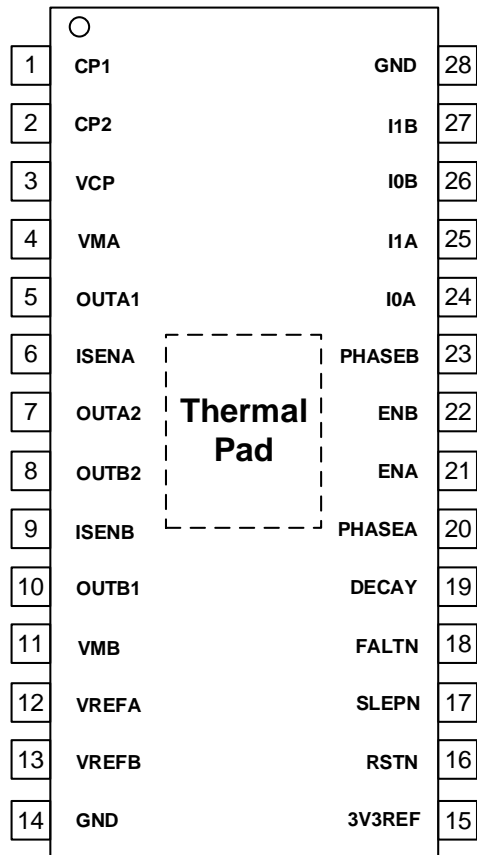 1 CP1 GND 28
2 CP2 I1B 27
3 VCP I0B 26
4 VMA I1A 25
5 OUTA1 I0A 24
6 ISENA PHASEB 23
7 OUTA2 Thermal ENB 22
Pad
8 OUTB2 ENA 21
9 ISENB PHASEA 20
10 OUTB1 DECAY 19
11 VMB FALTN 18
12 VREFA SLEPN 17
13 VREFB RSTN 16
14 GND 3V3REF 15